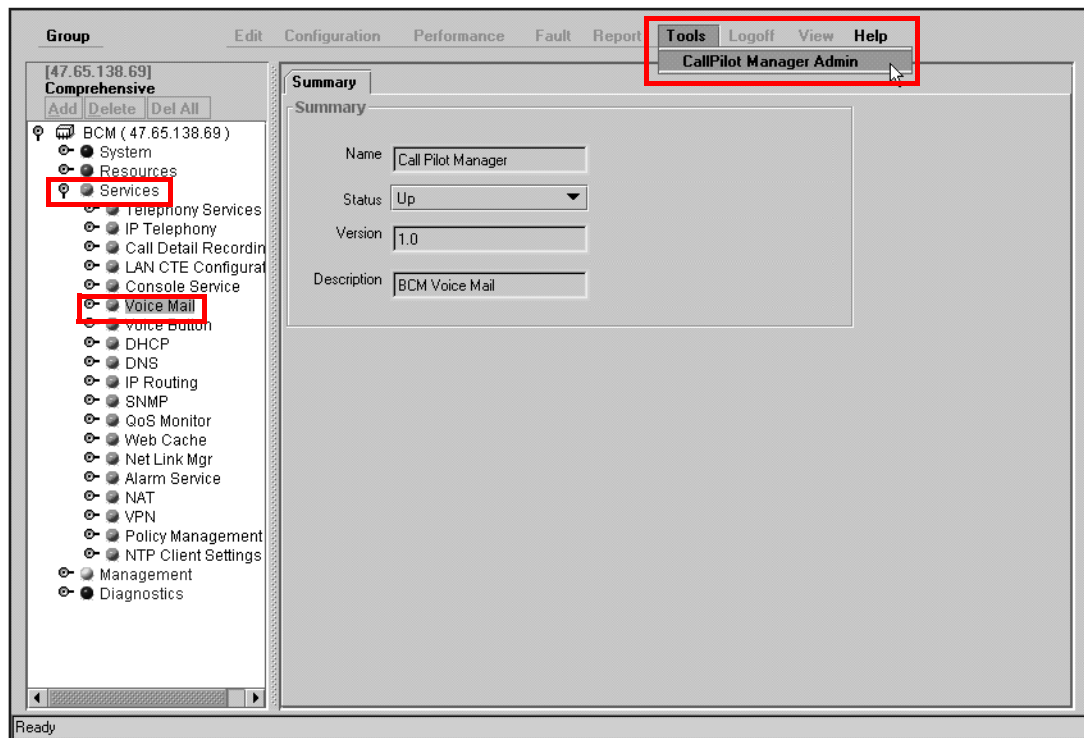 Group Edit Configuration Performance Fault Report Tools Logoff View Help
CallPilot Manager Admin
[47.65.138.69]
Comprehensive
Add Delete Del All
BCM ( 47.65.138.69 )
System
Resources
Services
Telephony Services
IP Telephony
Call Detail Recordin
LAN CTE Configurat
Console Service
Voice Mail
Voice Button
DHCP
DNS
IP Routing
SNMP
QoS Monitor
Web Cache
Net Link Mgr
Alarm Service
NAT
VPN
Policy Management
NTP Client Settings
Management
Diagnostics
Summary
Summary
Name Call Pilot Manager
Status Up
Version 1.0
Description BCM Voice Mail
Ready